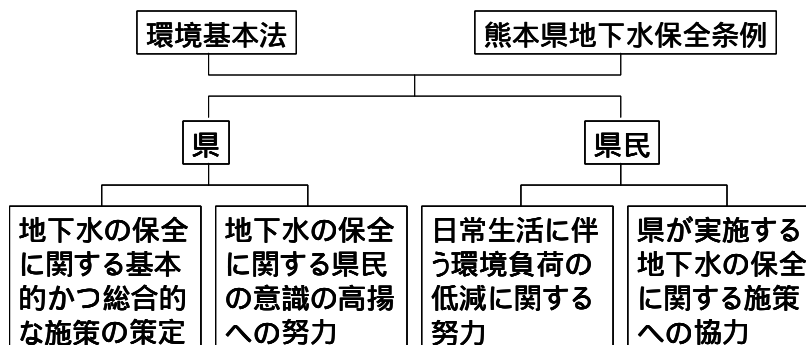 環境基本法
熊本県地下水保全条例
県
県民
地下水の保全
に関する基本
的かつ総合的
な施策の策定
地下水の保全
に関する県民
の意識の高揚
への努力
日常生活に伴
う環境負荷の
低減に関する
努力
県が実施する
地下水の保全
に関する施策
への協力